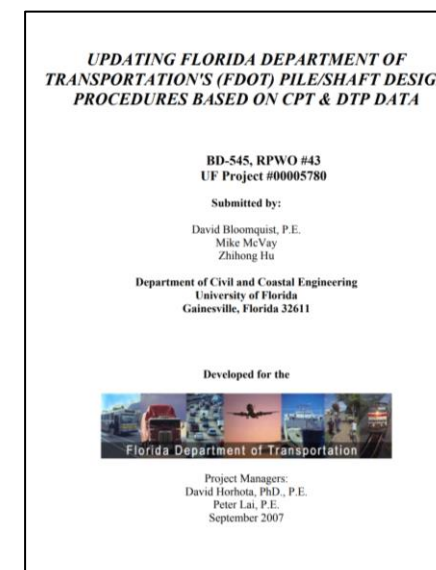 UPDATING FLORIDA DEPARTMENT OF
TRANSPORTATION'S (FDOT) PILE/SHAFT DESIG
PROCEDURES BASED ON CPT & DTP DATA
BD-545, RPWO #43
UF Project #00005780
Submitted by:
David Bloomquist, P.E.
Mike McVay
Zhihong Hu
Department of Civil and Coastal Engineering
University of Florida
Gainesville, Florida 32611
Developed for the
Florida Department of Transportation
Project Managers:
David Horhota, PhD., P.E.
Peter Lai, P.E.
September 2007